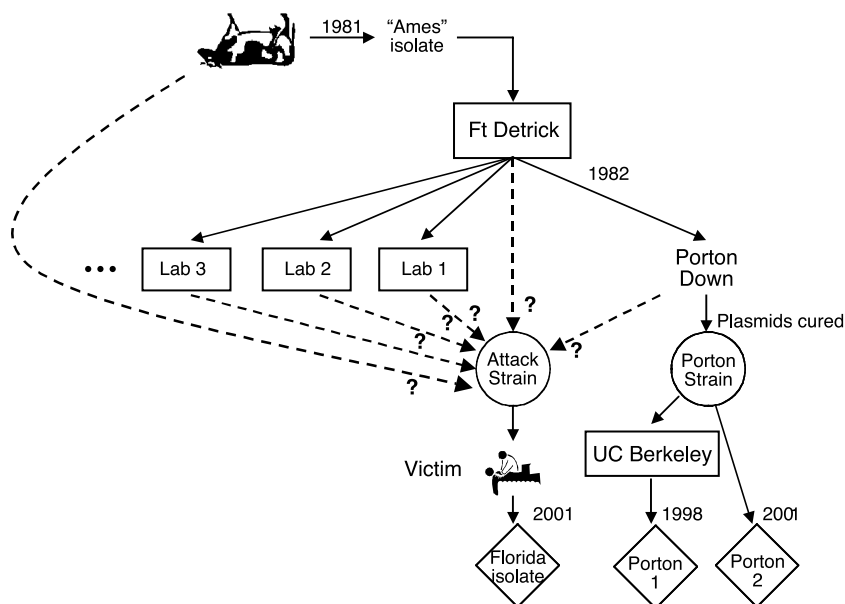 1981
“Ames”
isolate
Ft Detrick
1982
•••
Lab 3
Lab 2
Lab 1
Porton
Down
?
?
?
?
?
?
Plasmids cured
Attack
Strain
Porton
Strain
Victim
UC Berkeley
2001
1998
2001
Florida
isolate
Porton
1
Porton
2